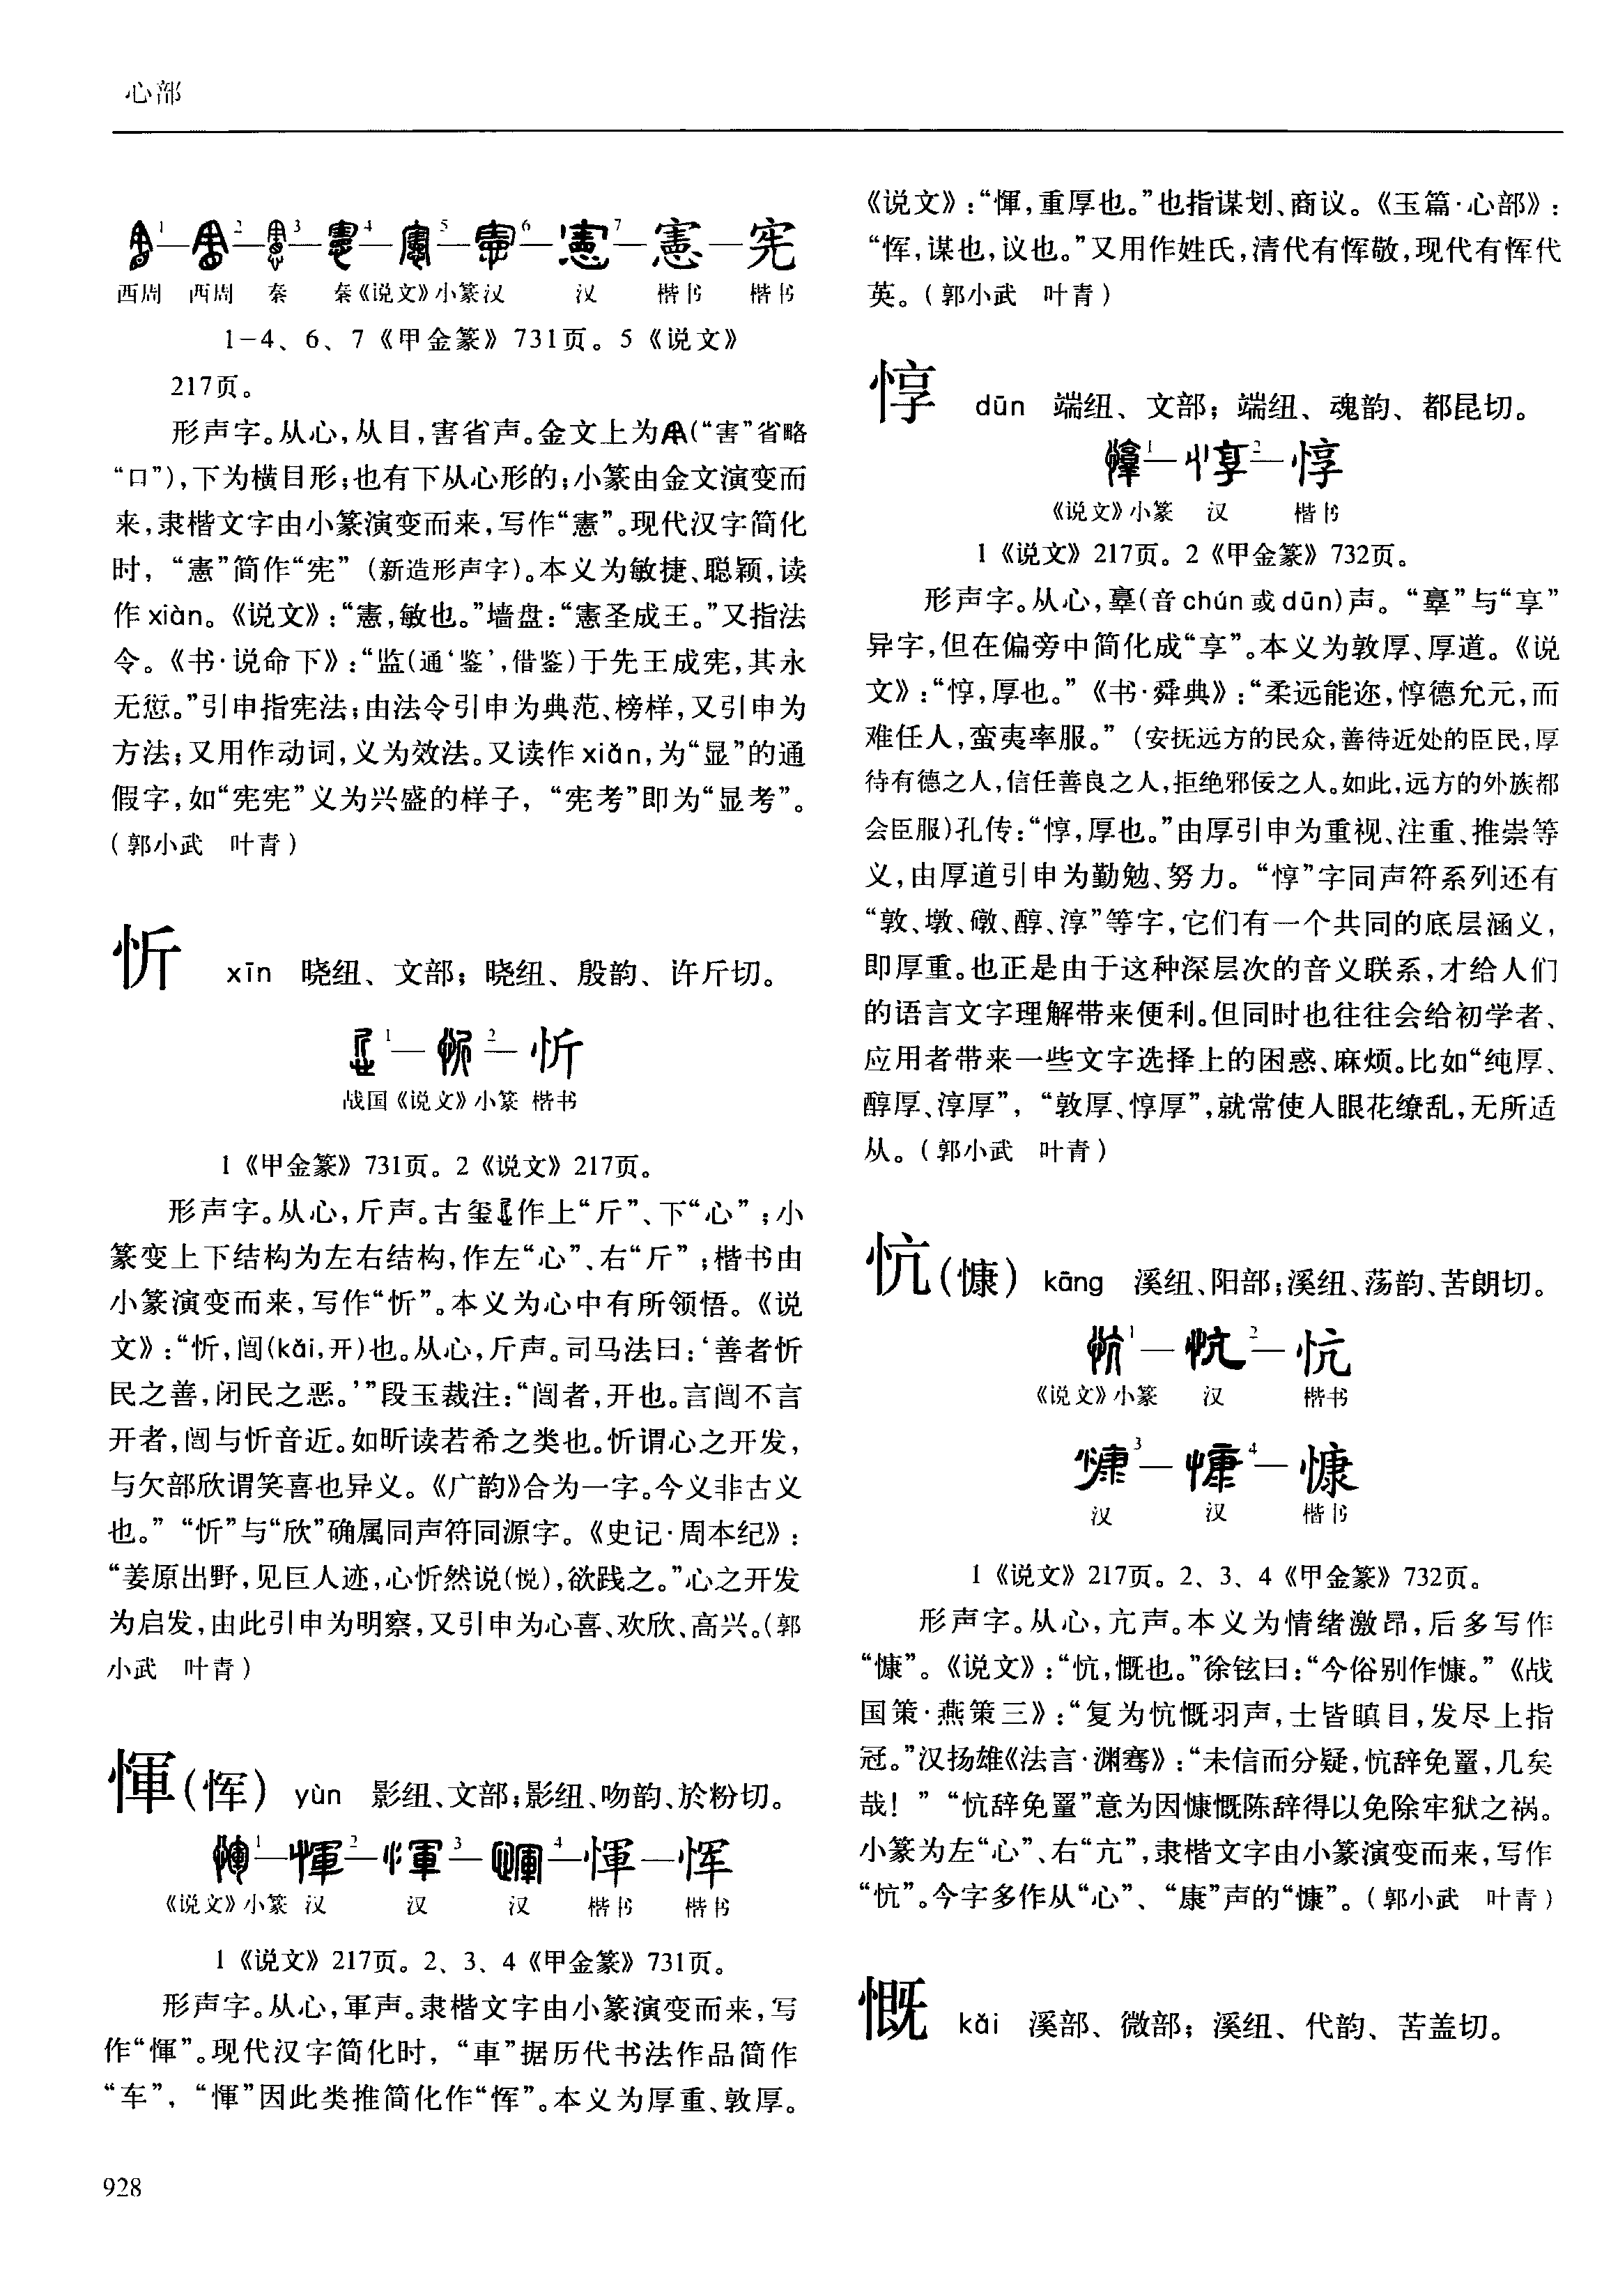 心部
1 2 3 4 5 6 7 憲 宪
西周 西周 秦 秦《说文》小篆 汉 汉 楷书 楷书
1-4、6、7《甲金篆》731页。5《说文》
217页。
形声字。从心，从目，害省声。金文上为(“害”省略
“口”)，下为横目形；也有下从心形的；小篆由金文演变而
来，隶楷文字由小篆演变而来，写作“憲”。现代汉字简化
时，“憲”简作“宪”(新造形声字)。本义为敏捷、聪颖，读
作xiàn。《说文》：“憲，敏也。”墙盘：“憲圣成王。”又指法
令。《书·说命下》：“监(通‘鉴’，借鉴)于先王成宪，其永
无愆。”引申指宪法；由法令引申为典范、榜样，又引申为
方法；又用作动词，义为效法。又读作xiǎn，为“显”的通
假字，如“宪宪”义为兴盛的样子，“宪考”即为“显考”。
(郭小武 叶青)
忻 xīn 晓纽、文部；晓纽、殷韵、许斤切。
1 2 忻
战国《说文》小篆 楷书
1《甲金篆》731页。2《说文》217页。
形声字。从心，斤声。古玺作上“斤”、下“心”；小
篆变上下结构为左右结构，作左“心”、右“斤”；楷书由
小篆演变而来，写作“忻”。本义为心中有所领悟。《说
文》：“忻，闿(kǎi，开)也。从心，斤声。司马法曰：‘善者忻
民之善，闭民之恶。’”段玉裁注：“闿者，开也。言闿不言
开者，闿与忻音近。如昕读若希之类也。忻谓心之开发，
与欠部欣谓笑喜也异义。《广韵》合为一字。今义非古义
也。”“忻”与“欣”确属同声符同源字。《史记·周本纪》：
“姜原出野，见巨人迹，心忻然说(悦)，欲践之。”心之开发
为启发，由此引申为明察，又引申为心喜、欢欣、高兴。(郭
小武 叶青)
惲(恽) yùn 影纽、文部；影纽、吻韵、於粉切。
1 2 3 4 惲 恽
《说文》小篆 汉 汉 汉 楷书 楷书
1《说文》217页。2、3、4《甲金篆》731页。
形声字。从心，軍声。隶楷文字由小篆演变而来，写
作“惲”。现代汉字简化时，“車”据历代书法作品简作
“车”，“惲”因此类推简化作“恽”。本义为厚重、敦厚。
《说文》：“惲，重厚也。”也指谋划、商议。《玉篇·心部》：
“恽，谋也，议也。”又用作姓氏，清代有恽敬，现代有恽代
英。(郭小武 叶青)
惇 dūn 端纽、文部；端纽、魂韵、都昆切。
1 2 惇
《说文》小篆 汉 楷书
1《说文》217页。2《甲金篆》732页。
形声字。从心，𦎫(音chún或dūn)声。“𦎫”与“享”
异字，但在偏旁中简化成“享”。本义为敦厚、厚道。《说
文》：“惇，厚也。”《书·舜典》：“柔远能迩，惇德允元，而
难任人，蛮夷率服。”(安抚远方的民众，善待近处的臣民，厚
待有德之人，信任善良之人，拒绝邪佞之人。如此，远方的外族都
会臣服)孔传：“惇，厚也。”由厚引申为重视、注重、推崇等
义，由厚道引申为勤勉、努力。“惇”字同声符系列还有
“敦、墩、礅、醇、淳”等字，它们有一个共同的底层涵义，
即厚重。也正是由于这种深层次的音义联系，才给人们
的语言文字理解带来便利。但同时也往往会给初学者、
应用者带来一些文字选择上的困惑、麻烦。比如“纯厚、
醇厚、淳厚”，“敦厚、惇厚”，就常使人眼花缭乱，无所适
从。(郭小武 叶青)
忼(慷) kāng 溪纽、阳部；溪纽、荡韵、苦朗切。
1 2 忼
《说文》小篆 汉 楷书
3 4 慷
汉 汉 楷书
1《说文》217页。2、3、4《甲金篆》732页。
形声字。从心，亢声。本义为情绪激昂，后多写作
“慷”。《说文》：“忼，慨也。”徐铉曰：“今俗别作慷。”《战
国策·燕策三》：“复为忼慨羽声，士皆瞋目，发尽上指
冠。”汉扬雄《法言·渊骞》：“未信而分疑，忼辞免罿，几矣
哉！”“忼辞免罿”意为因慷慨陈辞得以免除牢狱之祸。
小篆为左“心”、右“亢”，隶楷文字由小篆演变而来，写作
“忼”。今字多作从“心”、“康”声的“慷”。(郭小武 叶青)
慨 kǎi 溪部、微部；溪纽、代韵、苦盖切。
928